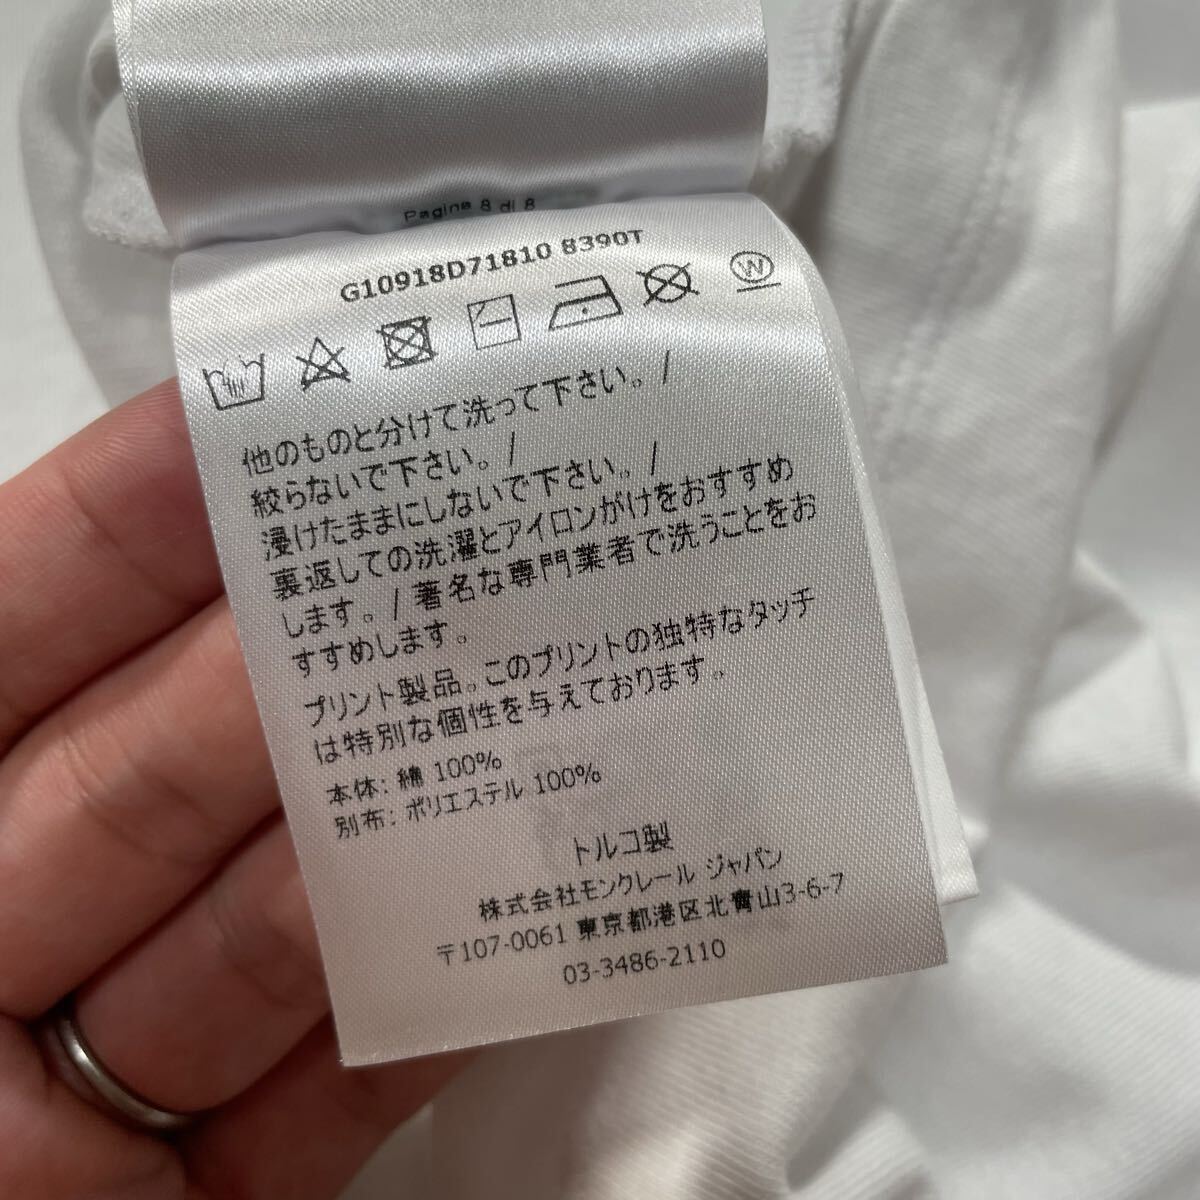 Pagina 8 di 8
G10918D71810 8390T
W
他のものと分けて洗って下さい。/
絞らないで下さい。/
浸けたままにしないで下さい。/
裏返しての洗濯とアイロンがけをおすすめ
します。/ 著名な専門業者で洗うことをお
すすめします。
プリント製品。このプリントの独特なタッチ
は特別な個性を与えております。
本体: 綿 100%
別布: ポリエステル 100%
トルコ製
株式会社モンクレール ジャパン
〒107-0061 東京都港区北青山3-6-7
03-3486-2110